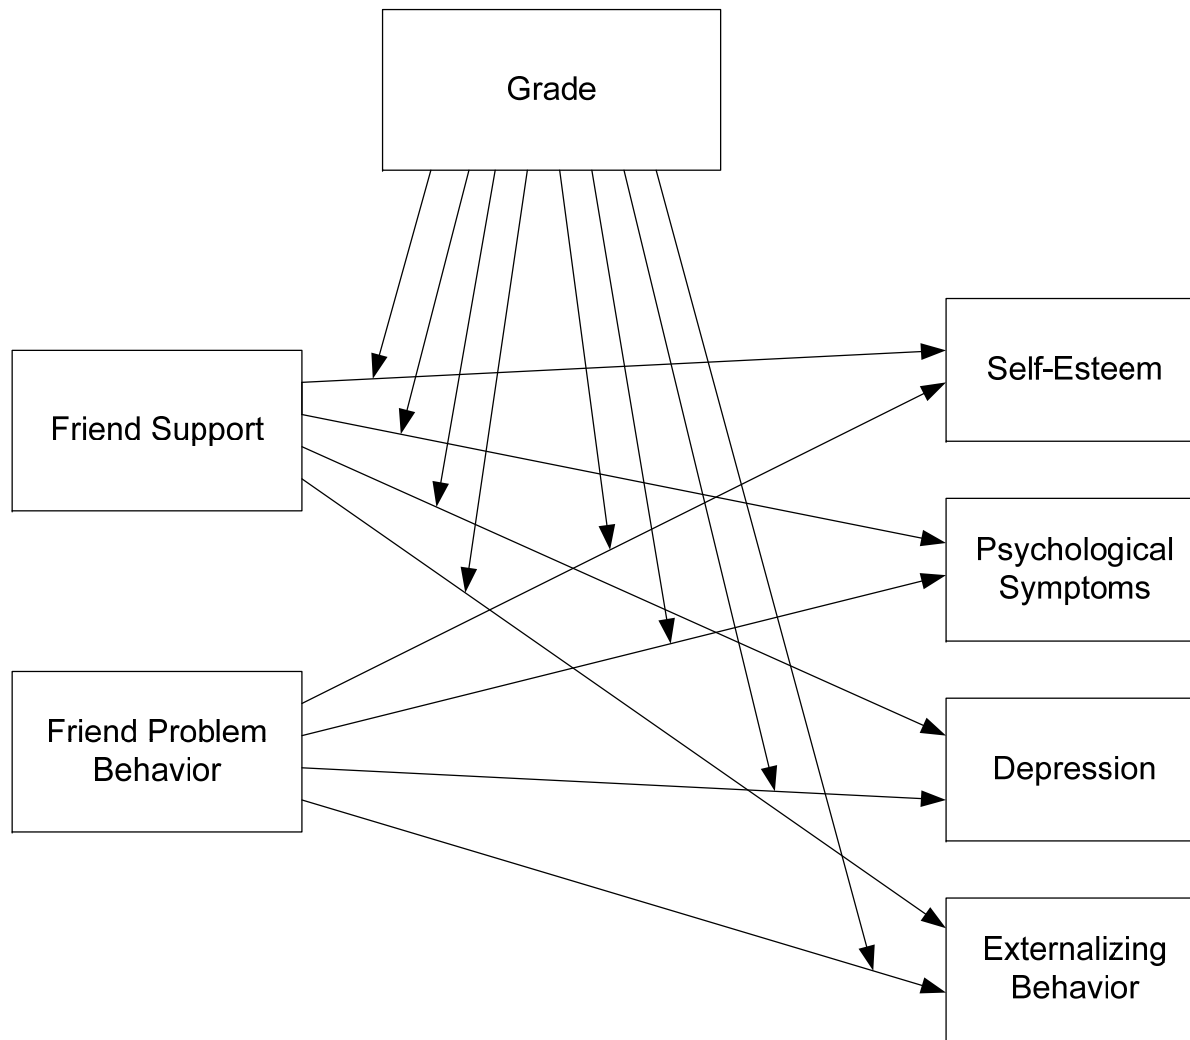 Grade
Friend Support
Friend Problem
Behavior
Self-Esteem
Psychological
Symptoms
Depression
Externalizing
Behavior